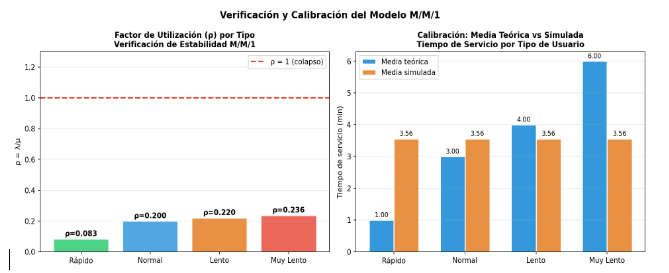 Verificación y Calibración del Modelo M/M/1
Factor de Utilización (ρ) por Tipo
Verificación de Estabilidad M/M/1
ρ = 1 (colapso)
ρ = λ/μ
1.2
1.0
0.8
0.6
0.4
0.2
0.0
ρ=0.083
ρ=0.200
ρ=0.220
ρ=0.236
Rápido
Normal
Lento
Muy Lento
Calibración: Media Teórica vs Simulada
Tiempo de Servicio por Tipo de Usuario
Media teórica
Media simulada
Tiempo de servicio (min)
6
5
4
3
2
1
0
1.00
3.56
3.00
3.56
4.00
3.56
6.00
3.56
Rápido
Normal
Lento
Muy Lento